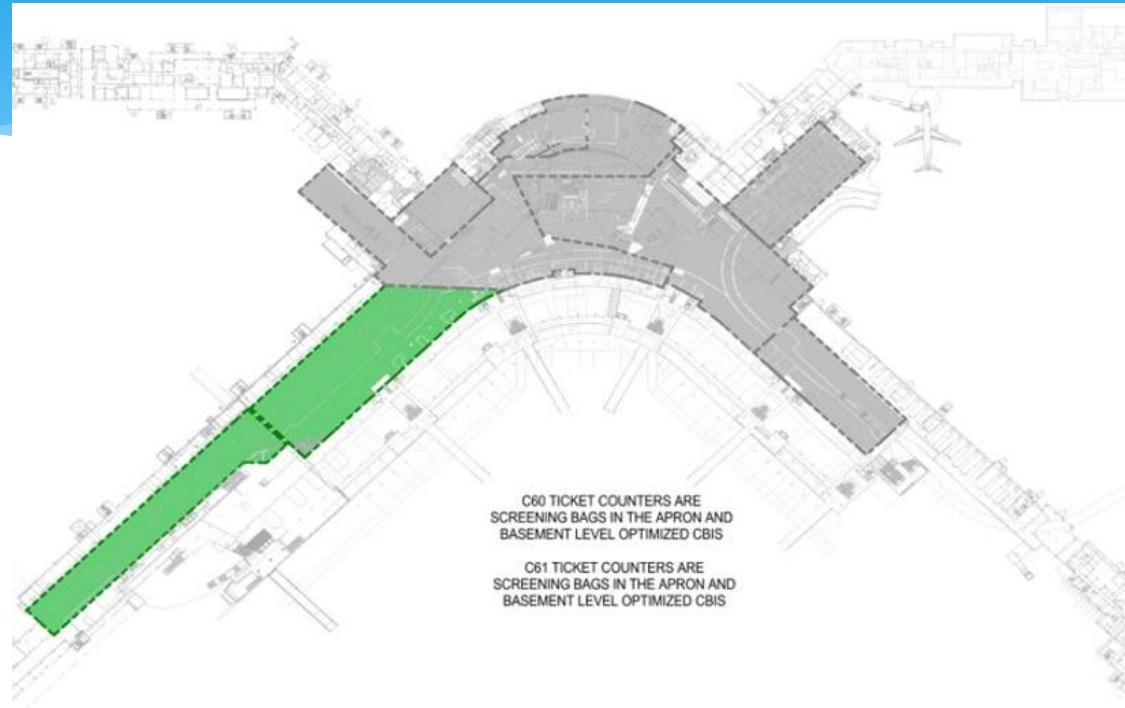 C60 TICKET COUNTERS ARE
SCREENING BAGS IN THE APRON AND
BASEMENT LEVEL OPTIMIZED CBIS
C61 TICKET COUNTERS ARE
SCREENING BAGS IN THE APRON AND
BASEMENT LEVEL OPTIMIZED CBIS